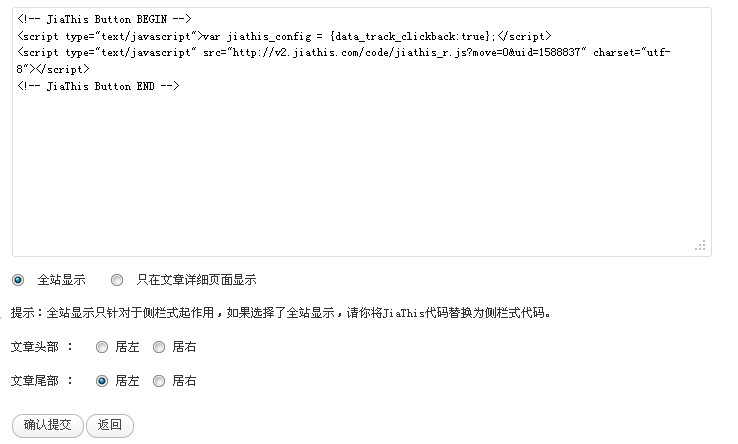 <!-- JiaThis Button BEGIN -->
<script type="text/javascript">var jiathis_config = {data_track_clickback:true};</script>
<script type="text/javascript" src="http://v2.jiathis.com/code/jiathis_r.js?move=0&uid=1588837" charset="utf-
8"></script>
<!-- JiaThis Button END -->
全站显示 只在文章详细页面显示
提示：全站显示只针对于侧栏式起作用，如果选择了全站显示，请你将JiaThis代码替换为侧栏式代码。
文章头部 ： 居左 居右
文章尾部 ： 居左 居右
确认提交 返回